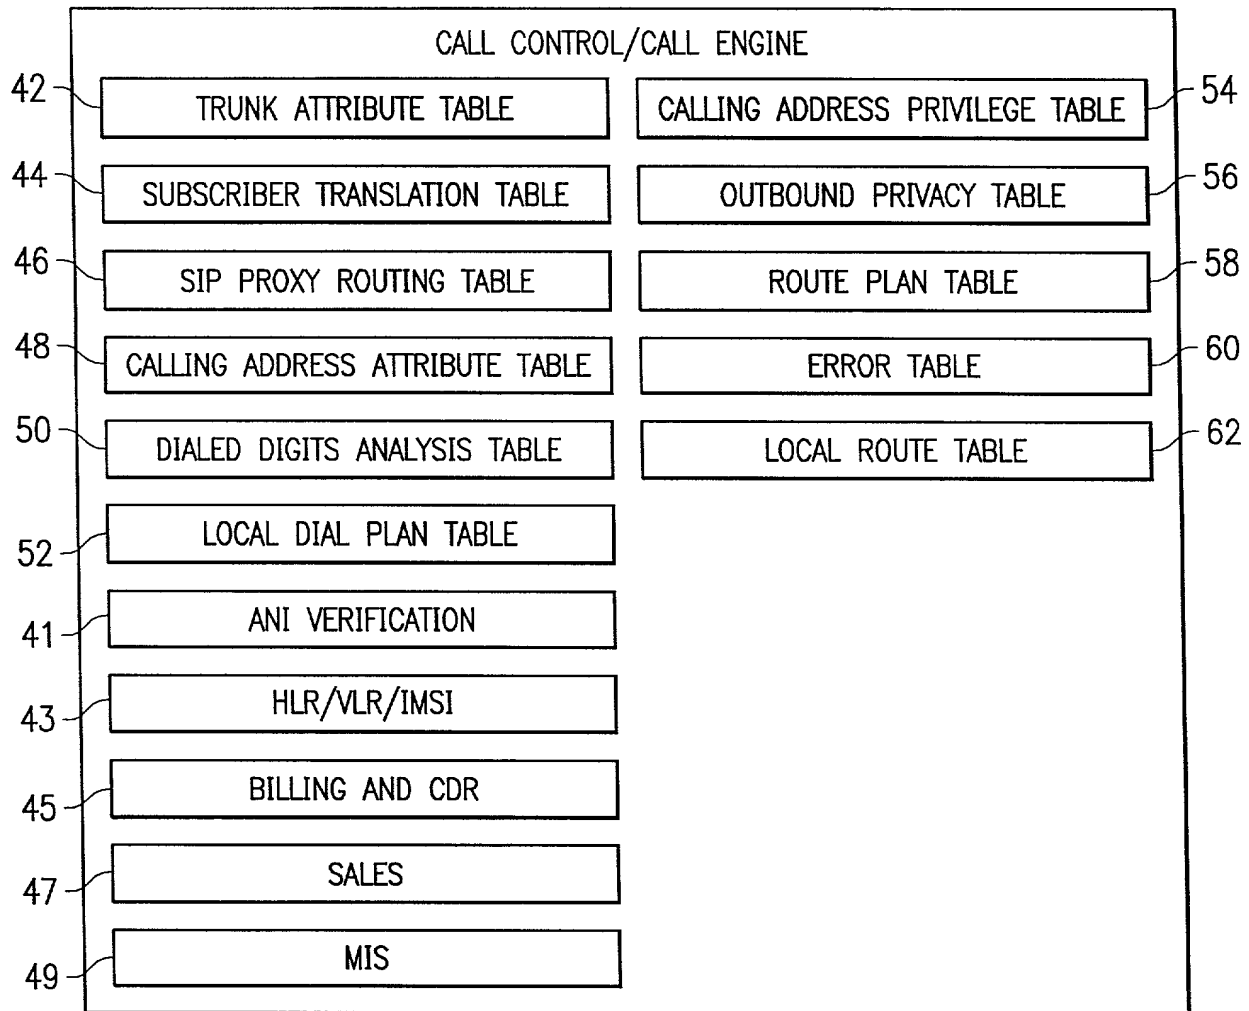 CALL CONTROL/CALL ENGINE
42 TRUNK ATTRIBUTE TABLE CALLING ADDRESS PRIVILEGE TABLE 54
44 SUBSCRIBER TRANSLATION TABLE OUTBOUND PRIVACY TABLE 56
46 SIP PROXY ROUTING TABLE ROUTE PLAN TABLE 58
48 CALLING ADDRESS ATTRIBUTE TABLE ERROR TABLE 60
50 DIALED DIGITS ANALYSIS TABLE LOCAL ROUTE TABLE 62
52 LOCAL DIAL PLAN TABLE
41 ANI VERIFICATION
43 HLR/VLR/IMSI
45 BILLING AND CDR
47 SALES
49 MIS